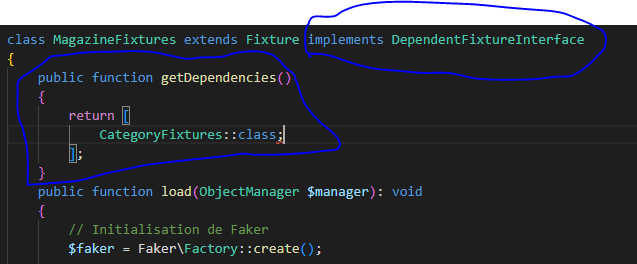 class MagazineFixtures extends Fixture implements DependentFixtureInterface
{
    public function getDependencies()
    {
        return [
            CategoryFixtures::class;
        ];
    }
    public function load(ObjectManager $manager): void
    {
        // Initialisation de Faker
        $faker = Faker\Factory::create();